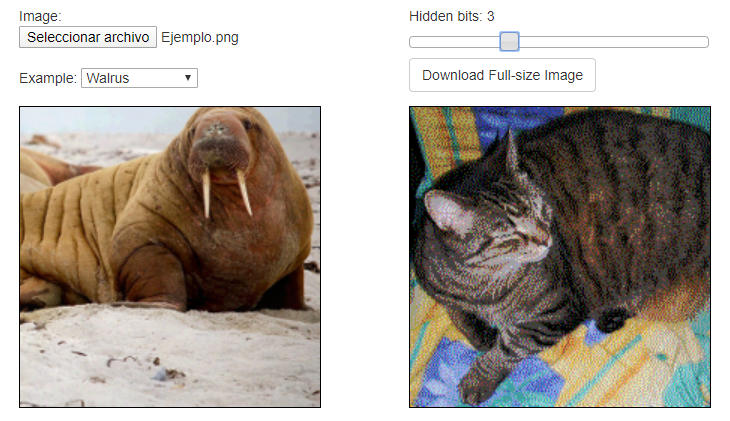 Image:
Seleccionar archivo Ejemplo.png
Example: Walrus
Hidden bits: 3
Download Full-size Image